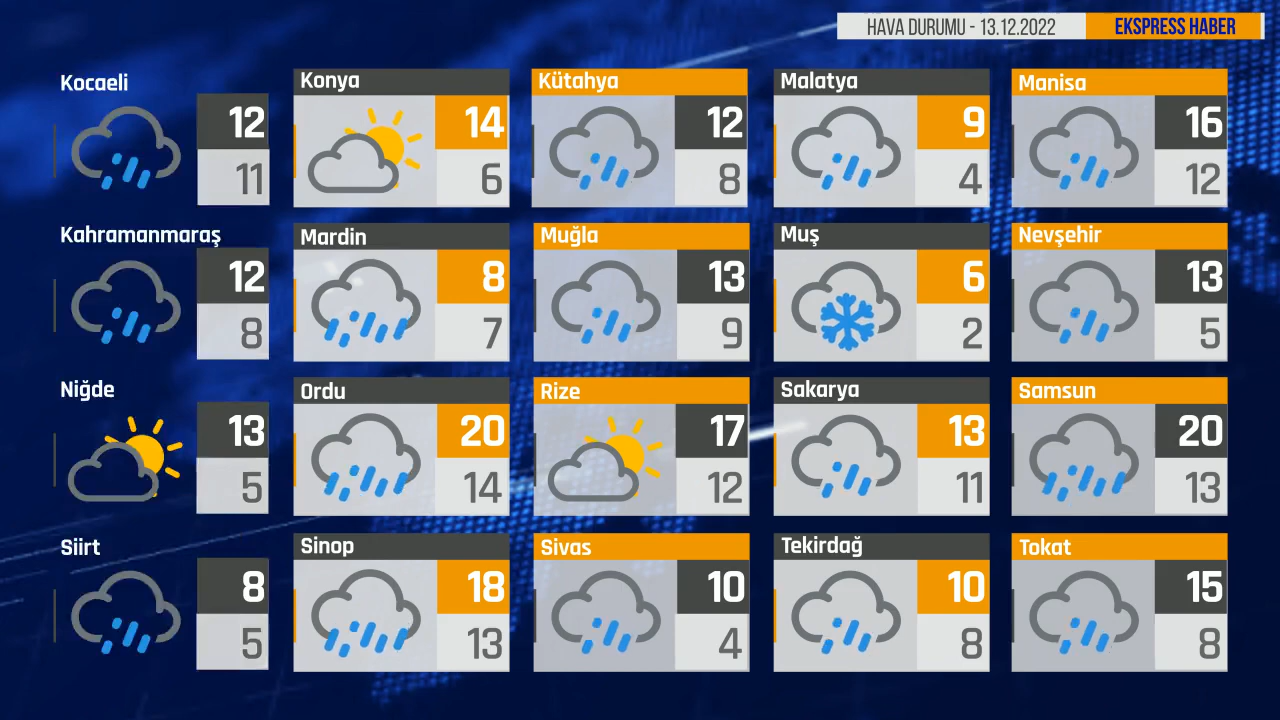 HAVA DURUMU - 13.12.2022 EKSPRESS HABER
Kocaeli
12
11
Konya
14
6
Kütahya
12
8
Malatya
9
4
Manisa
16
12
Kahramanmaraş
12
8
Mardin
8
7
Muğla
13
9
Muş
6
2
Nevşehir
13
5
Niğde
13
5
Ordu
20
14
Rize
17
12
Sakarya
13
11
Samsun
20
13
Siirt
8
5
Sinop
18
13
Sivas
10
4
Tekirdağ
10
8
Tokat
15
8